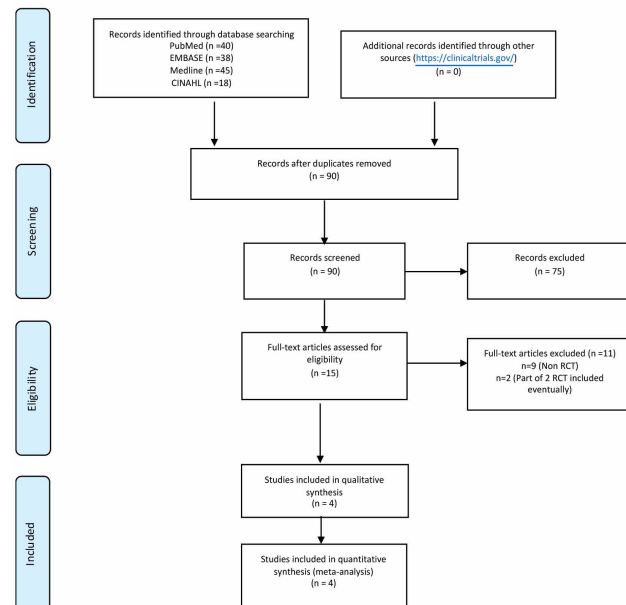 Identification
Records identified through database searching
PubMed (n =40)
EMBASE (n =38)
Medline (n =45)
CINAHL (n =18)
Additional records identified through other
sources (https://clinicaltrials.gov/)
(n = 0)
Records after duplicates removed
(n = 90)
Screening
Records screened
(n = 90)
Records excluded
(n = 75)
Eligibility
Full-text articles assessed for
eligibility
(n =15)
Full-text articles excluded (n =11)
n=9 (Non RCT)
n=2 (Part of 2 RCT included
eventually)
Included
Studies included in qualitative
synthesis
(n = 4)
Studies included in quantitative
synthesis (meta-analysis)
(n = 4)